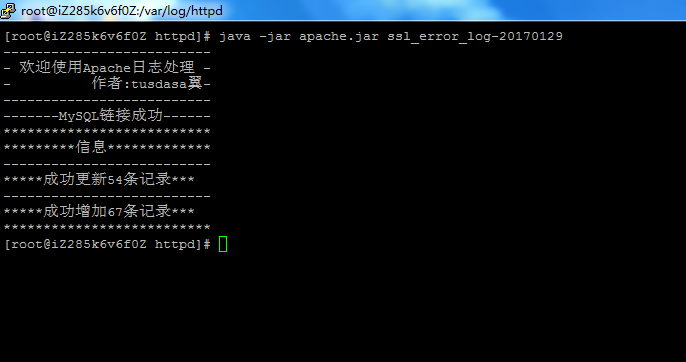 root@iZ285k6v6f0Z:/var/log/httpd
[root@iZ285k6v6f0Z httpd]# java -jar apache.jar ssl_error_log-20170129
--------------------------
- 欢迎使用Apache日志处理 -
-          作者:tusdasa翼-
--------------------------
-------MySQL链接成功------
**************************
*********信息*************
--------------------------
*****成功更新54条记录***
--------------------------
*****成功增加67条记录***
**************************
[root@iZ285k6v6f0Z httpd]#